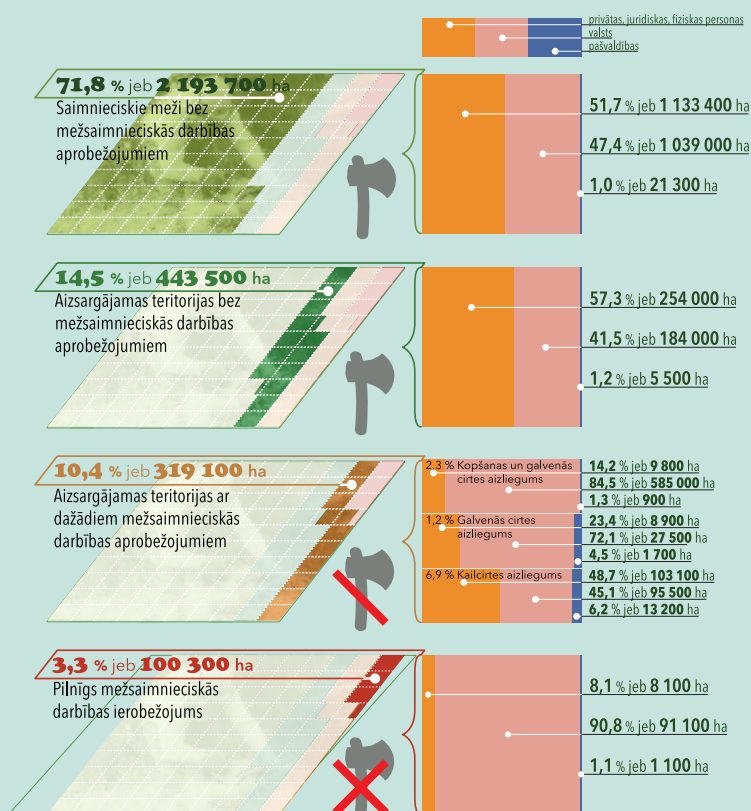 privātas, juridiskas, fiziskas personas
valsts
pašvaldības
71,8 % jeb 2 193 700 ha
Saimnieciskie meži bez
mežsaimnieciskās darbības
aprobežojumiem
51,7 % jeb 1 133 400 ha
47,4 % jeb 1 039 000 ha
1,0 % jeb 21 300 ha
14,5 % jeb 443 500 ha
Aizsargājamas teritorijas bez
mežsaimnieciskās darbības
aprobežojumiem
57,3 % jeb 254 000 ha
41,5 % jeb 184 000 ha
1,2 % jeb 5 500 ha
10,4 % jeb 319 100 ha
Aizsargājamas teritorijas ar
dažādiem mežsaimnieciskās
darbības aprobežojumiem
2.3 % Kopšanas un galvenās
cirtes aizliegums
14,2 % jeb 9 800 ha
84,5 % jeb 585 000 ha
1,3 % jeb 900 ha
1,2 % Galvenās cirtes
aizliegums
23,4 % jeb 8 900 ha
72,1 % jeb 27 500 ha
4,5 % jeb 1 700 ha
6,9 % Kailcirtes aizliegums
48,7 % jeb 103 100 ha
45,1 % jeb 95 500 ha
6,2 % jeb 13 200 ha
3,3 % jeb 100 300 ha
Pilnīgs mežsaimnieciskās
darbības ierobežojums
8,1 % jeb 8 100 ha
90,8 % jeb 91 100 ha
1,1 % jeb 1 100 ha